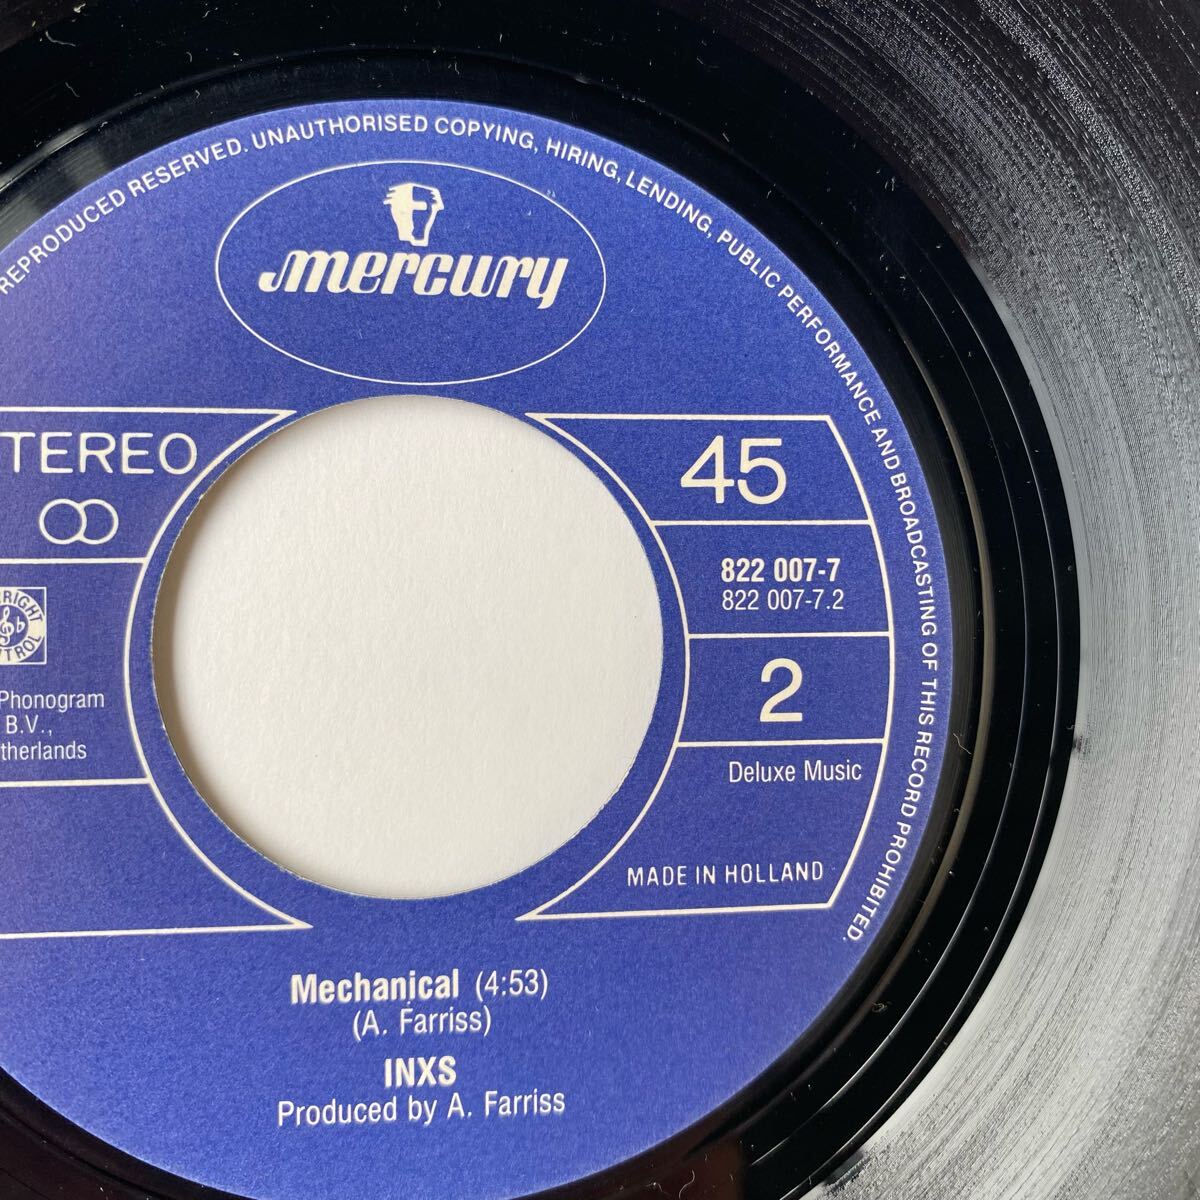 REPRODUCED RESERVED. UNAUTHORISED COPYING, HIRING, LENDING, PUBLIC PERFORMANCE AND BROADCASTING OF THIS RECORD PROHIBITED.
mercury
TEREO
45
822 007-7
822 007-7.2
2
Phonogram
B.V.,
therlands
Deluxe Music
MADE IN HOLLAND
Mechanical (4:53)
(A. Farriss)
INXS
Produced by A. Farriss